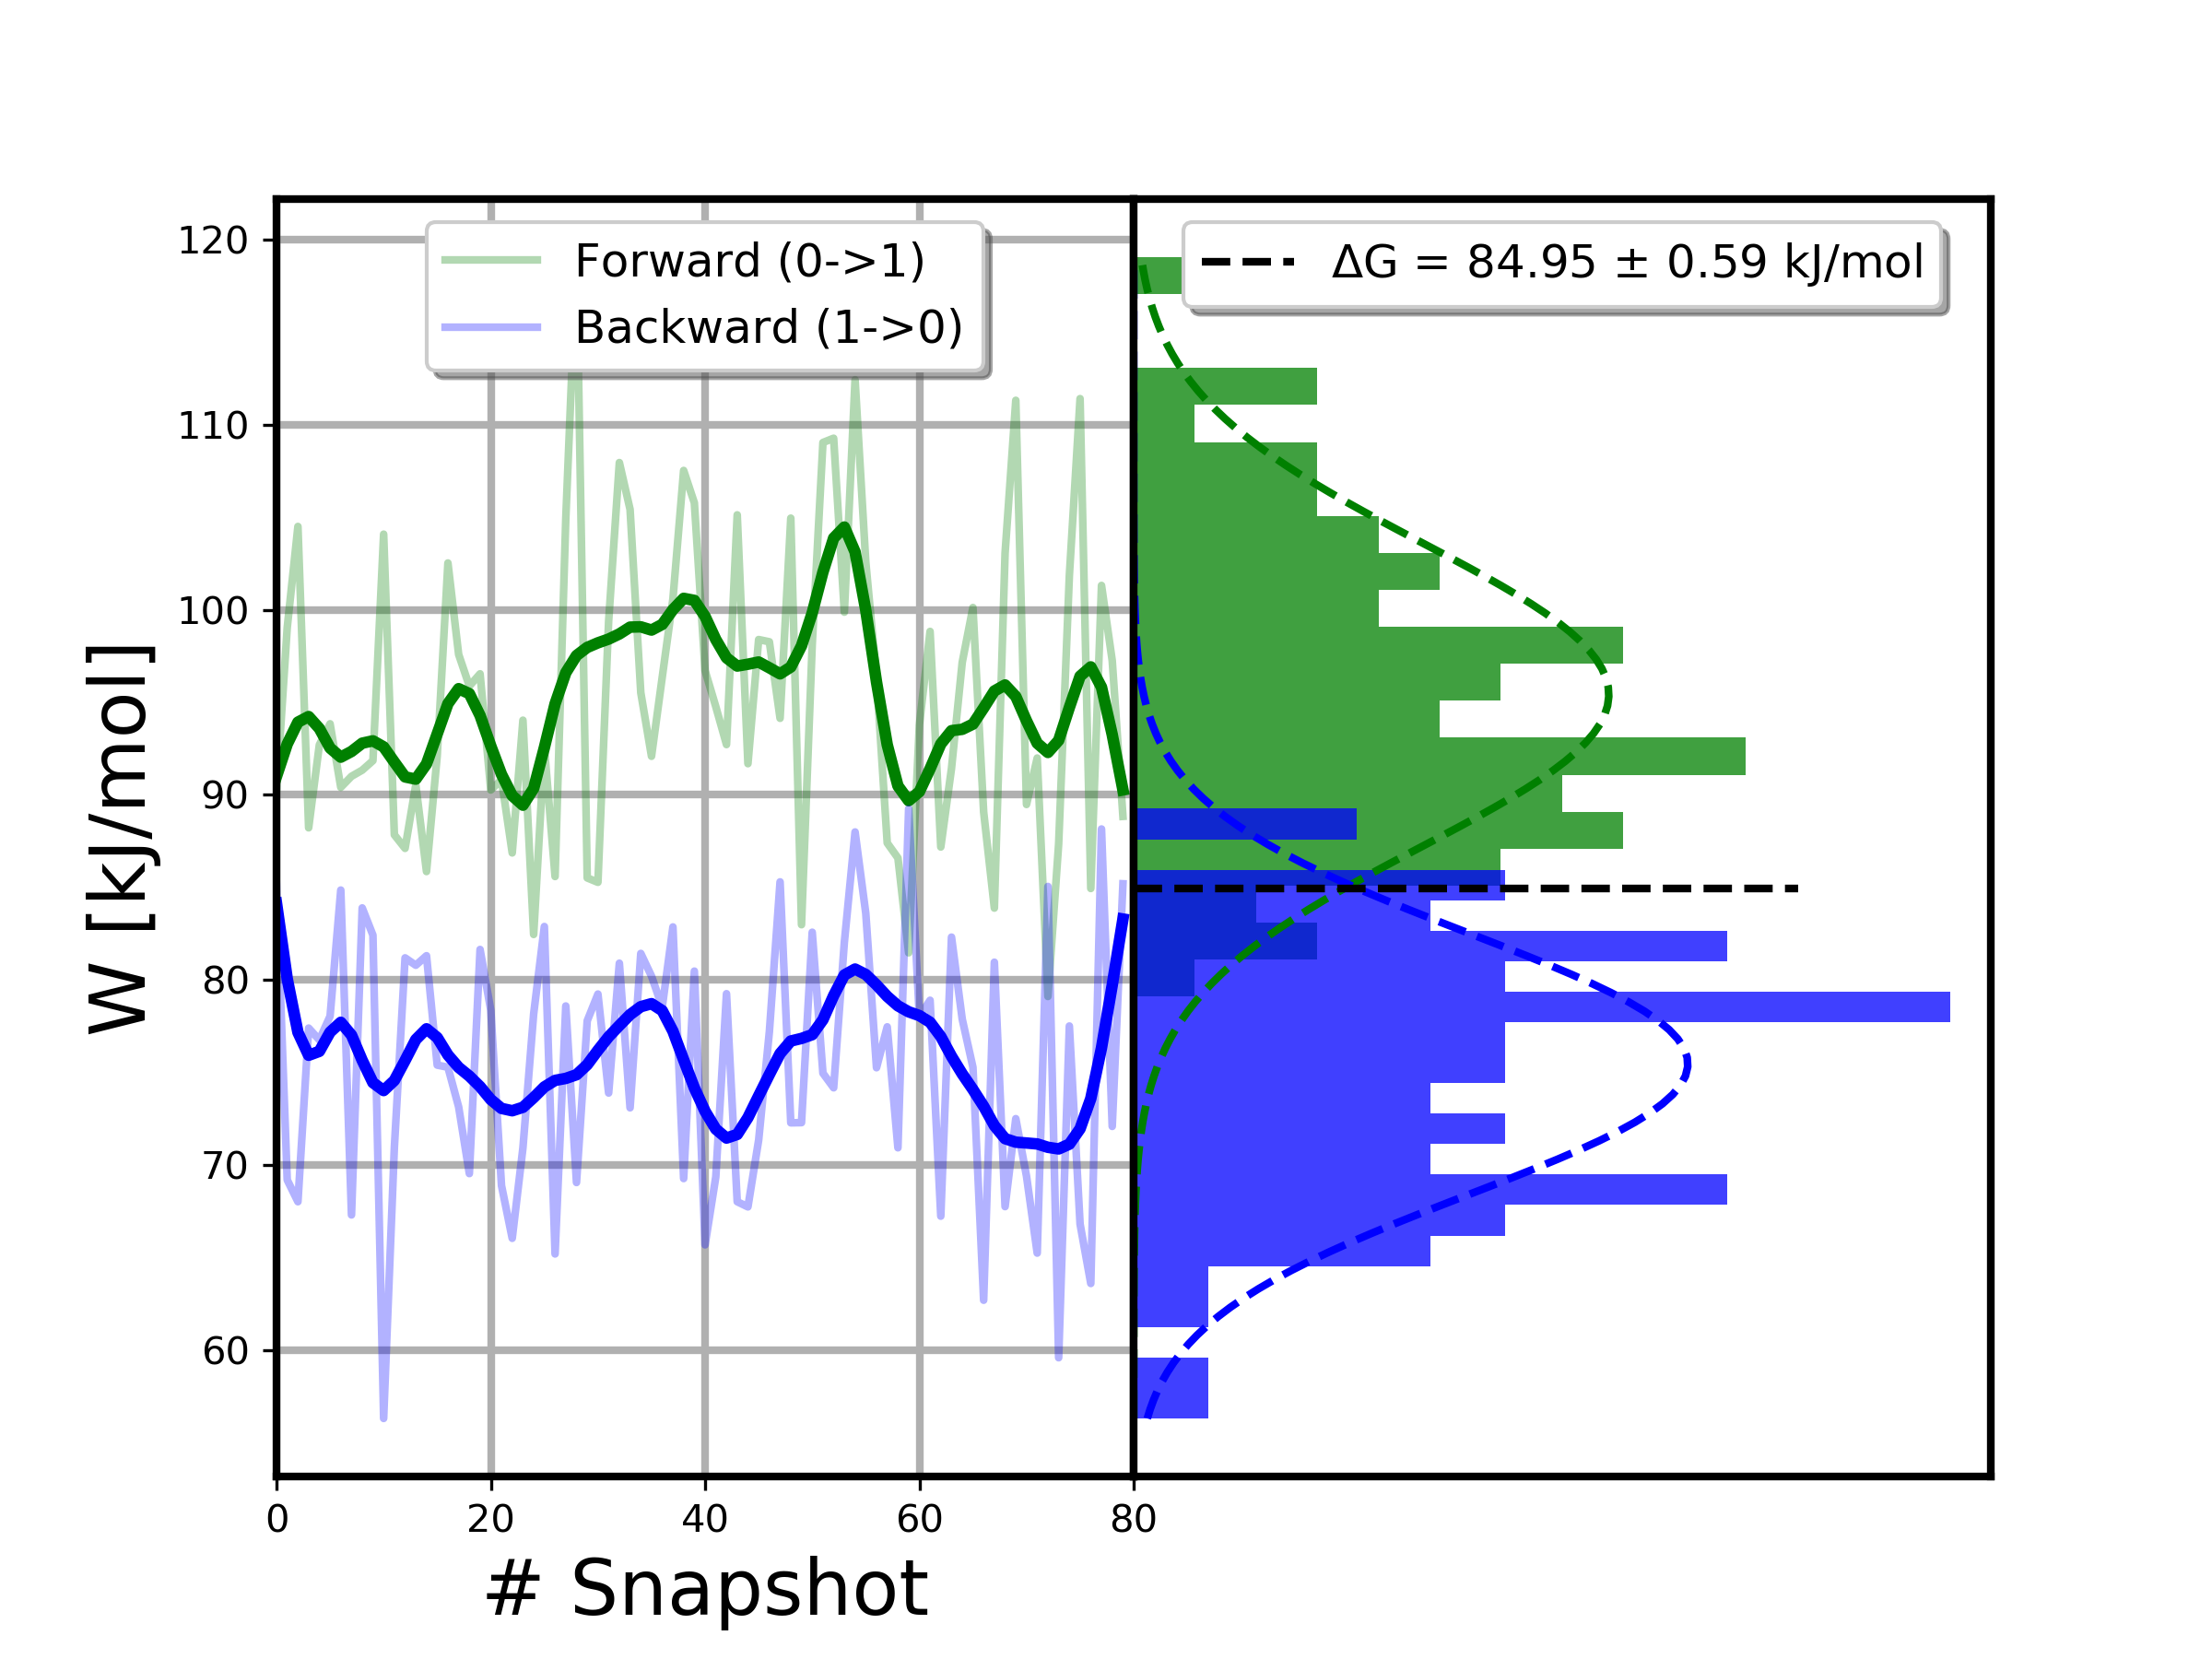 Forward (0->1)
Backward (1->0)
ΔG = 84.95 ± 0.59 kJ/mol
W [kJ/mol]
120
110
100
90
80
70
60
0 20 40 60 80
# Snapshot